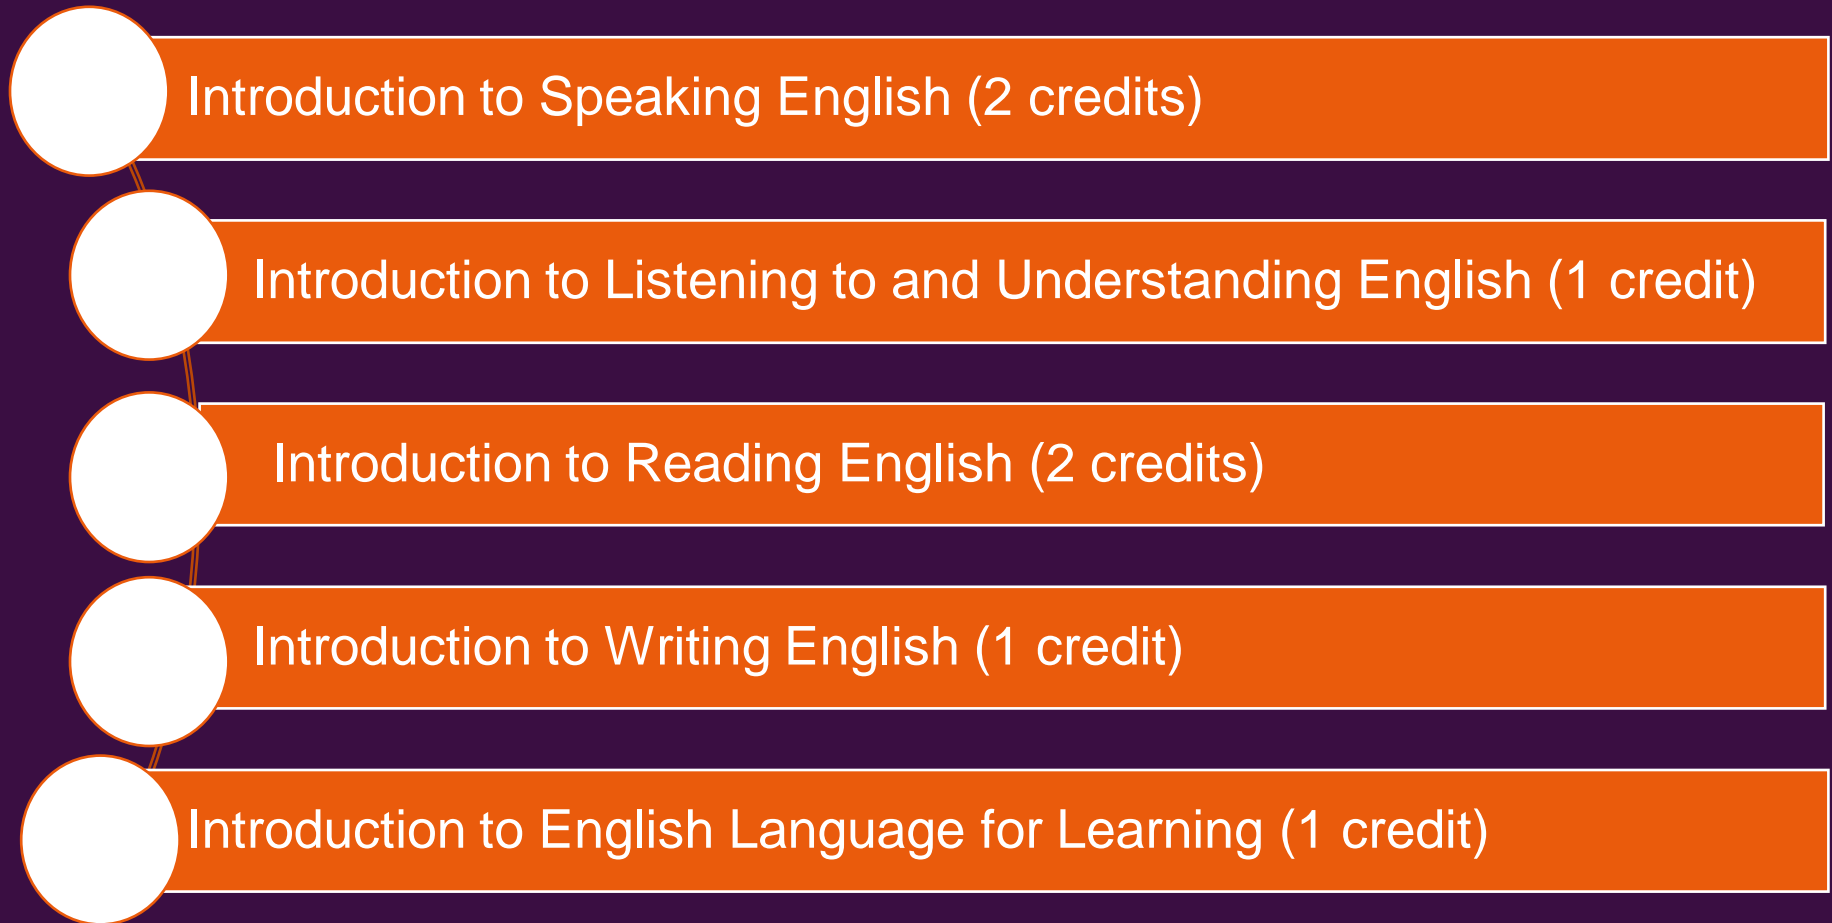 Introduction to Speaking English (2 credits)
Introduction to Listening to and Understanding English (1 credit)
Introduction to Reading English (2 credits)
Introduction to Writing English (1 credit)
Introduction to English Language for Learning (1 credit)